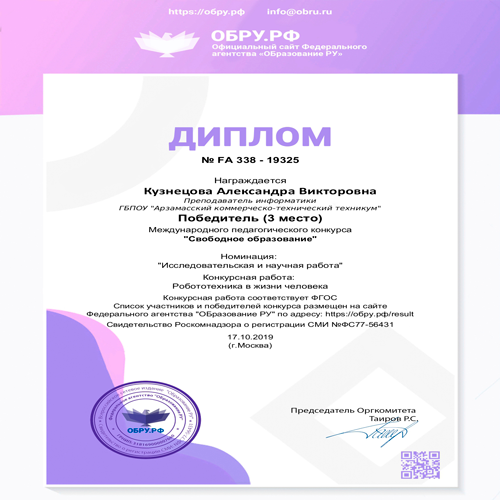 https://обру.рф info@obru.ru
ОБРУ.РФ
Официальный сайт Федерального
агентства «ОБразование РУ»
ДИПЛОМ
№ FA 338 - 19325
Награждается
Кузнецова Александра Викторовна
Преподаватель информатики
ГБПОУ "Арзамасский коммерческо-технический техникум"
Победитель (3 место)
Международного педагогического конкурса
"Свободное образование"
Номинация:
"Исследовательская и научная работа"
Конкурсная работа:
Робототехника в жизни человека
Конкурсная работа соответствует ФГОС
Список участников и победителей конкурса размещен на сайте
Федерального агентства "ОБразование РУ" по адресу: https://обру.рф/result
Свидетельство Роскомнадзора о регистрации СМИ №ФС77-56431
17.10.2019
(г.Москва)
Председатель Оргкомитета
Таиров Р.С.
ОБРУ.РФ